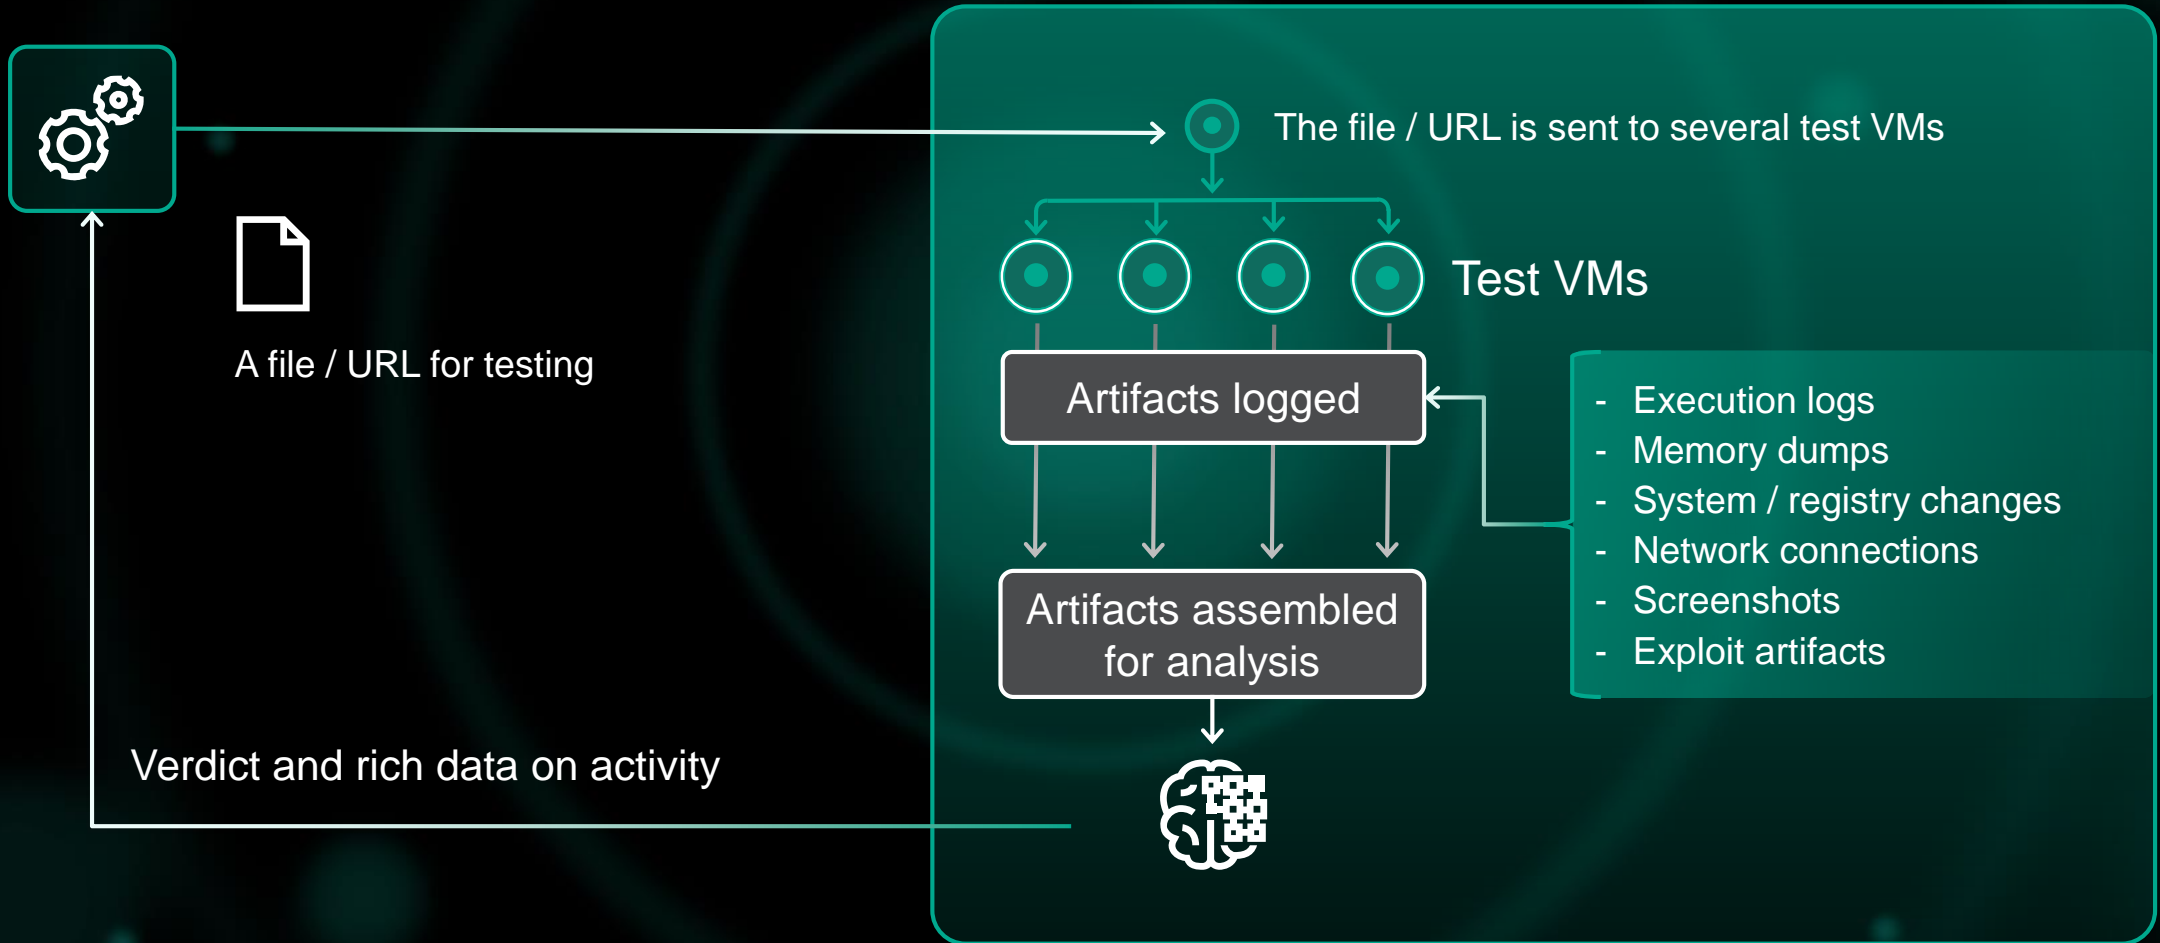 The file / URL is sent to several test VMs
Test VMs
A file / URL for testing
Artifacts logged
- Execution logs
- Memory dumps
- System / registry changes
- Network connections
- Screenshots
- Exploit artifacts
Artifacts assembled
for analysis
Verdict and rich data on activity